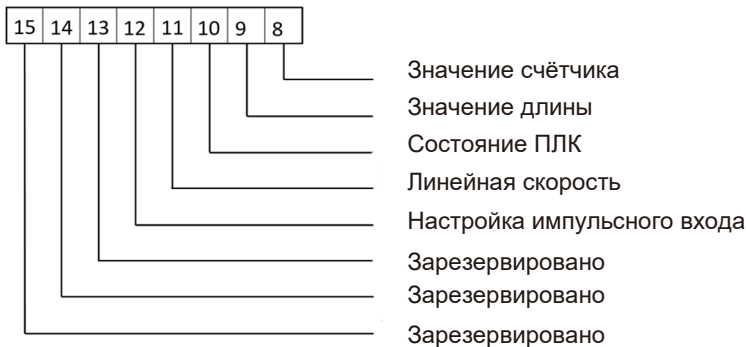 15 14 13 12 11 10 9 8
Значение счётчика
Значение длины
Состояние ПЛК
Линейная скорость
Настройка импульсного входа
Зарезервировано
Зарезервировано
Зарезервировано